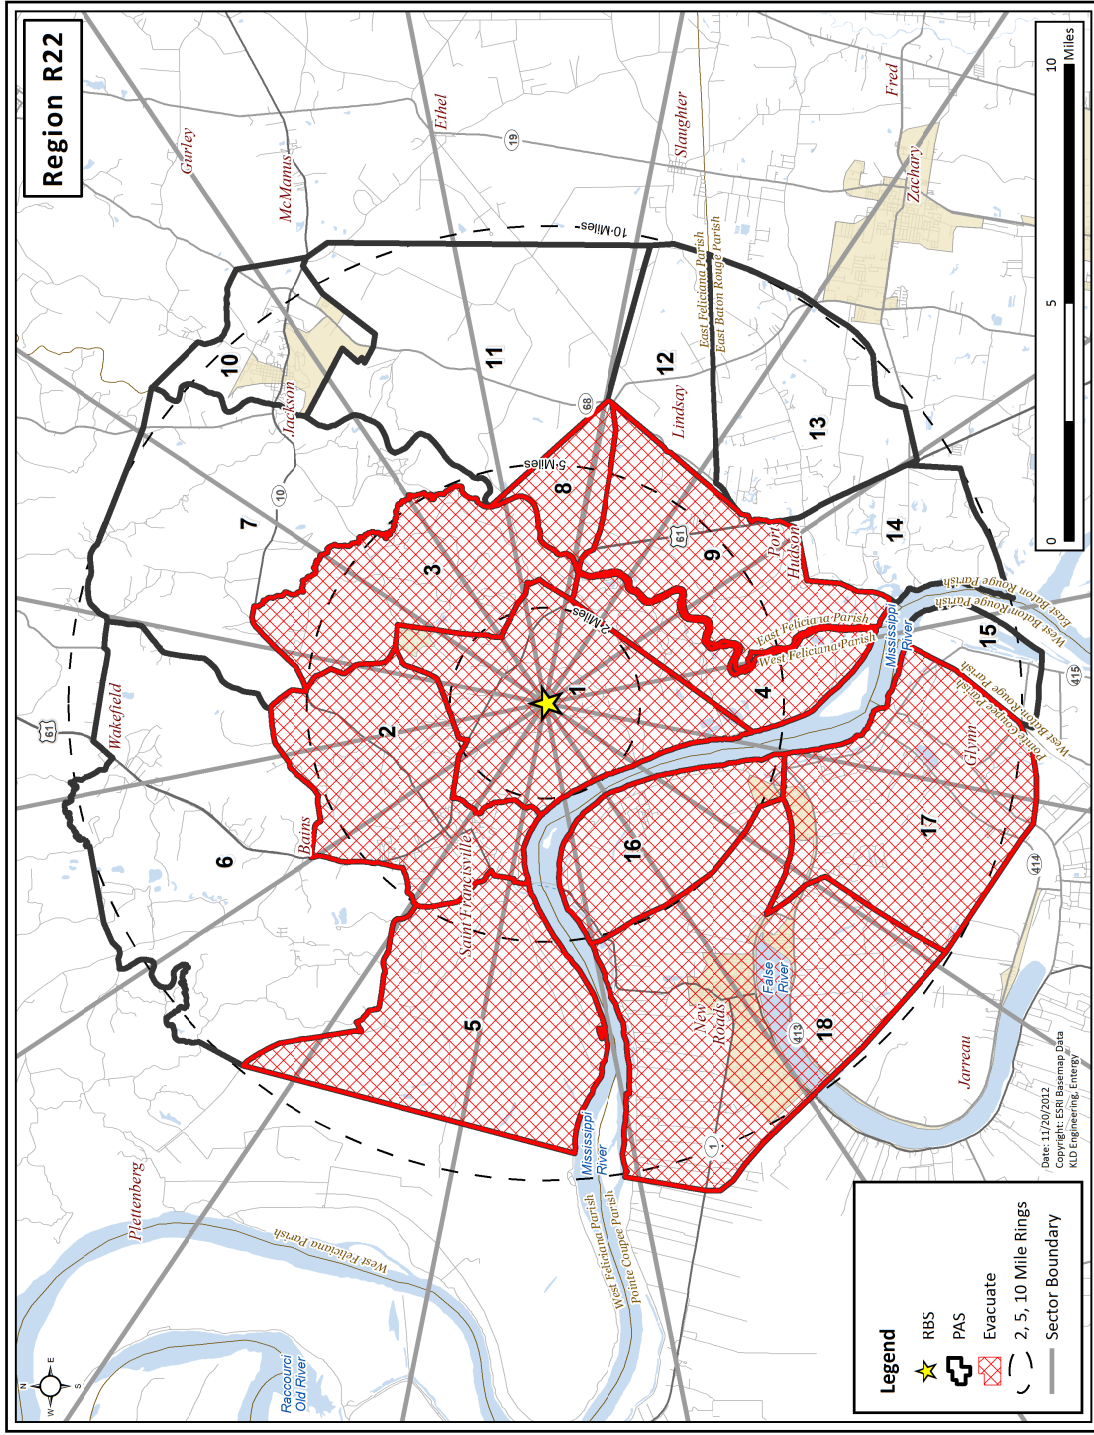 Region R22
Gurley
McManus
Ethel
19
Slaughter
Fred
Zachary
10 Miles
10
Jackson
11
68
12
Lindsay
East Feliciana Parish
East Baton Rouge Parish
13
5 Miles
8
61
9
Port
Hudson
14
7
10
3
2 Miles
1
4
East Feliciana Parish
West Feliciana Parish
Mississippi
River
West Baton Rouge Parish
East Baton Rouge Parish
15
415
61
Wakefield
2
Bains
6
Saint Francisville
16
17
Glynn
Pointe Coupee Parish
West Baton Rouge Parish
414
5
New
Roads
False
River
413
18
Jarreau
1
Mississippi
River
West Feliciana Parish
Pointe Coupee Parish
Plettenberg
West Feliciana Parish
Raccourci
Old River
N
W E
S
0 5 10
Miles
Date: 11/20/2012
Copyright: ESRI Basemap Data
KLD Engineering, Entergy
Legend
RBS
PAS
Evacuate
2, 5, 10 Mile Rings
Sector Boundary